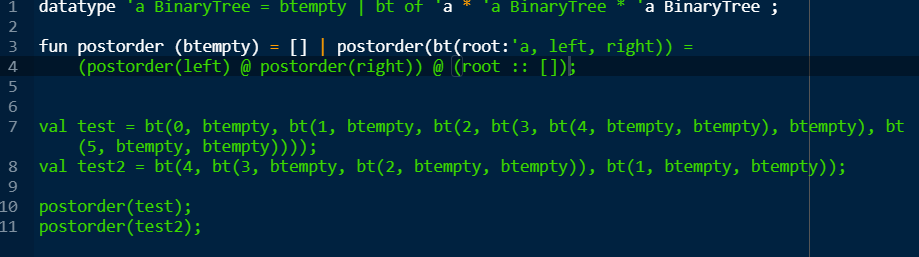 1 datatype 'a BinaryTree = btempty | bt of 'a * 'a BinaryTree * 'a BinaryTree ;
2
3 fun postorder (btempty) = [] | postorder(bt(root:'a, left, right)) =
4 (postorder(left) @ postorder(right)) @ (root :: []);
5
6
7 val test = bt(0, btempty, bt(1, btempty, bt(2, bt(3, bt(4, btempty, btempty), btempty), bt
(5, btempty, btempty))));
8 val test2 = bt(4, bt(3, btempty, bt(2, btempty, btempty)), bt(1, btempty, btempty));
9
10 postorder(test);
11 postorder(test2);